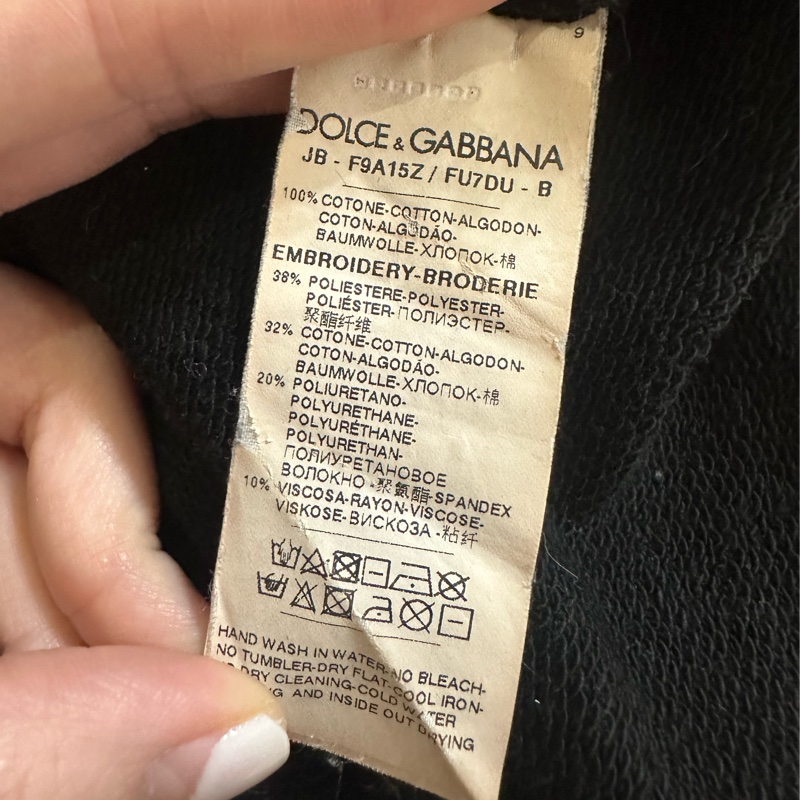 9
DOLCE & GABBANA
JB - F9A15Z / FU7DU - B
100% COTONE-COTTON-ALGODON-
COTON-ALGODÃO-
BAUMWOLLE-ХЛОПОК-棉
EMBROIDERY-BRODERIE
38% POLIESTERE-POLYESTER-
POLIÉSTER-ПОЛИЭСТЕР-
聚酯纤维
32% COTONE-COTTON-ALGODON-
COTON-ALGODÃO-
BAUMWOLLE-ХЛОПОК-棉
20% POLIURETANO-
POLYURETHANE-
POLYURÉTHANE-
POLYURETHAN-
ПОЛИУРЕТАНОВОЕ
ВОЛОКНО-聚氨酯-SPANDEX
10% VISCOSA-RAYON-VISCOSE-
VISKOSE-ВИСКОЗА-粘纤
HAND WASH IN WATER-NO BLEACH-
NO TUMBLER-DRY FLAT-COOL IRON-
DRY CLEANING-COLD WATER
AND INSIDE OUT DRYING